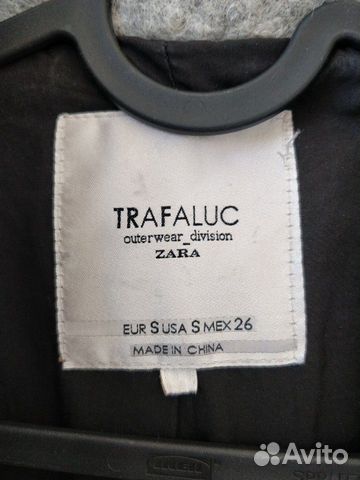 TRAFALUC
outerwear_division
ZARA
EUR S USA S MEX 26
MADE IN CHINA
Avito